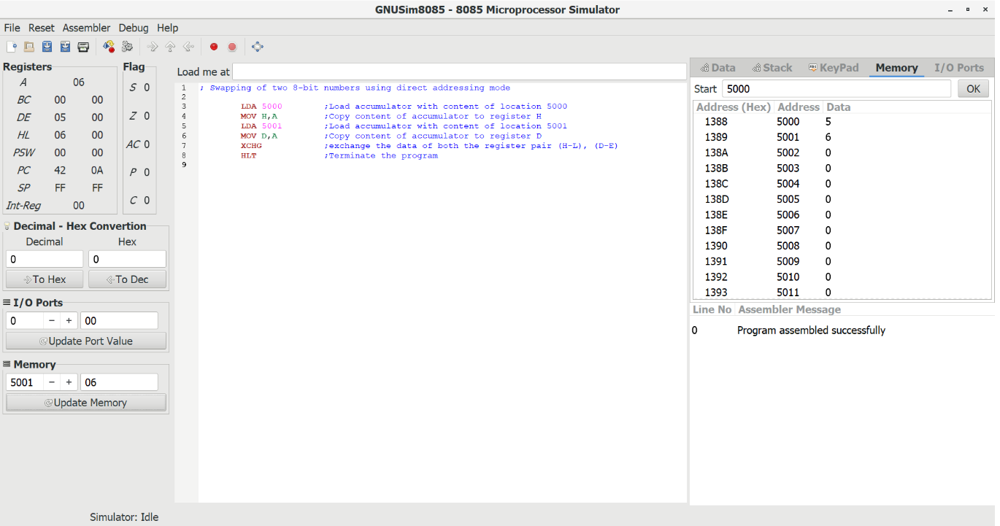 GNUSim8085 - 8085 Microprocessor Simulator
File Reset Assembler Debug Help
Registers
A 06
BC 00 00
DE 05 00
HL 06 00
PSW 00 00
PC 42 0A
SP FF FF
Int-Reg 00
Flag
S 0
Z 0
AC 0
P 0
C 0
Decimal - Hex Convertion
Decimal Hex
0 0
To Hex To Dec
I/O Ports
0 - + 00
Update Port Value
Memory
5001 - + 06
Update Memory
Simulator: Idle
Load me at
1 ; Swapping of two 8-bit numbers using direct addressing mode
2
3 LDA 5000 ;Load accumulator with content of location 5000
4 MOV H,A ;Copy content of accumulator to register H
5 LDA 5001 ;Load accumulator with content of location 5001
6 MOV D,A ;Copy content of accumulator to register D
7 XCHG ;exchange the data of both the register pair (H-L), (D-E)
8 HLT ;Terminate the program
9
Data Stack KeyPad Memory I/O Ports
Start 5000 OK
Address (Hex) Address Data
1388 5000 5
1389 5001 6
138A 5002 0
138B 5003 0
138C 5004 0
138D 5005 0
138E 5006 0
138F 5007 0
1390 5008 0
1391 5009 0
1392 5010 0
1393 5011 0
Line No Assembler Message
0 Program assembled successfully